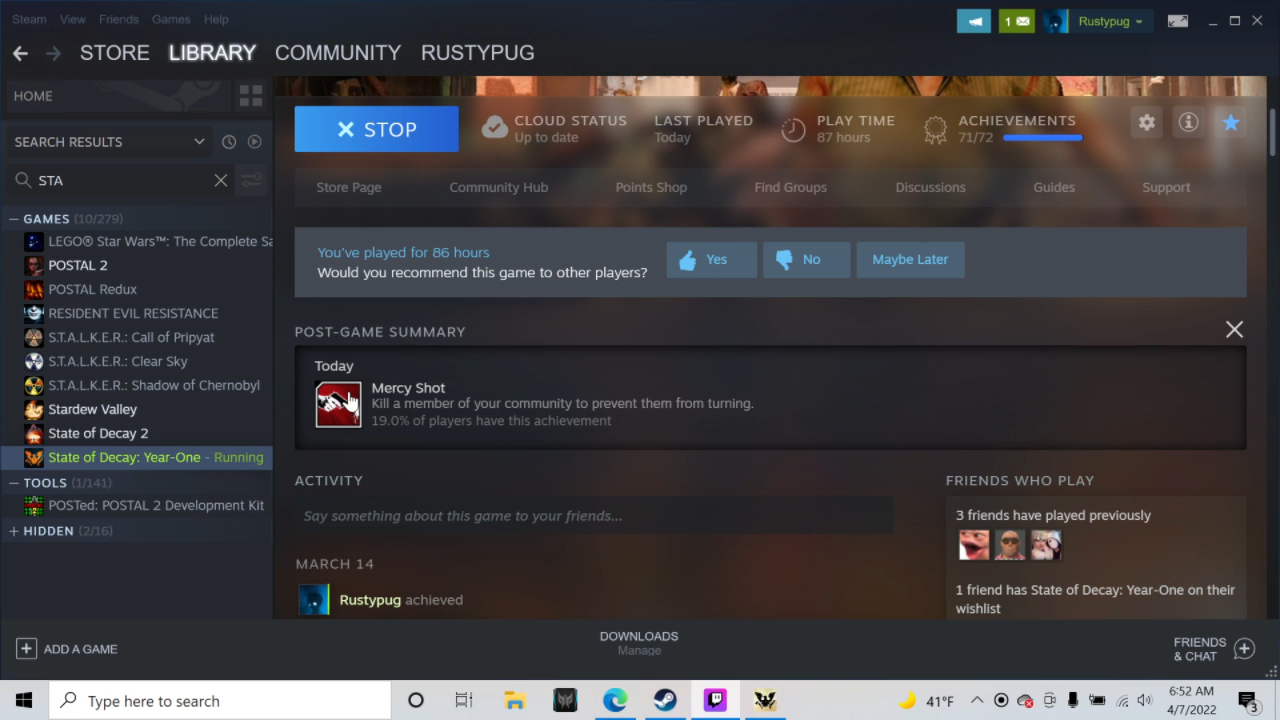 Steam View Friends Games Help
1
Rustypug
STORE LIBRARY COMMUNITY RUSTYPUG
HOME
SEARCH RESULTS
STA
GAMES (10/279)
LEGO® Star Wars™: The Complete Sa
POSTAL 2
POSTAL Redux
RESIDENT EVIL RESISTANCE
S.T.A.L.K.E.R.: Call of Pripyat
S.T.A.L.K.E.R.: Clear Sky
S.T.A.L.K.E.R.: Shadow of Chernobyl
Stardew Valley
State of Decay 2
State of Decay: Year-One - Running
TOOLS (1/141)
POSTed: POSTAL 2 Development Kit
HIDDEN (2/16)
STOP
CLOUD STATUS
Up to date
LAST PLAYED
Today
PLAY TIME
87 hours
ACHIEVEMENTS
71/72
Store Page Community Hub Points Shop Find Groups Discussions Guides Support
You've played for 86 hours
Would you recommend this game to other players?
Yes
No
Maybe Later
POST-GAME SUMMARY
Today
Mercy Shot
Kill a member of your community to prevent them from turning.
19.0% of players have this achievement
ACTIVITY
Say something about this game to your friends...
MARCH 14
Rustypug achieved
FRIENDS WHO PLAY
3 friends have played previously
1 friend has State of Decay: Year-One on their
wishlist
ADD A GAME
DOWNLOADS
Manage
FRIENDS
& CHAT
Type here to search
41°F
6:52 AM
4/7/2022
3